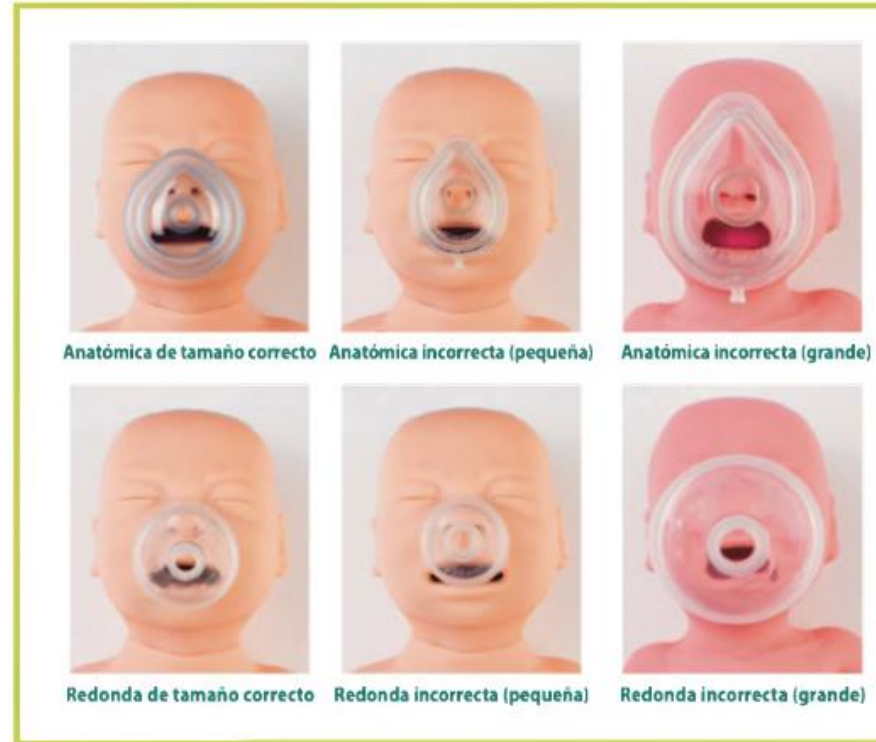 Anatómica de tamaño correcto
Anatómica incorrecta (pequeña)
Anatómica incorrecta (grande)
Redonda de tamaño correcto
Redonda incorrecta (pequeña)
Redonda incorrecta (grande)